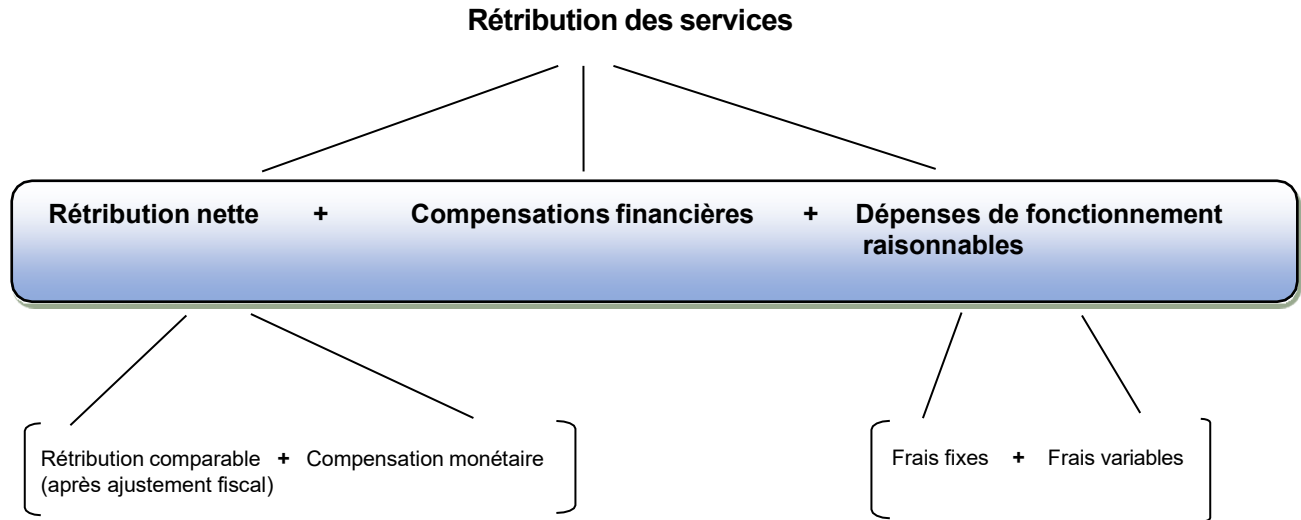 Rétribution des services
Rétribution nette + Compensations financières + Dépenses de fonctionnement
raisonnables
Rétribution comparable + Compensation monétaire
(après ajustement fiscal)
Frais fixes + Frais variables